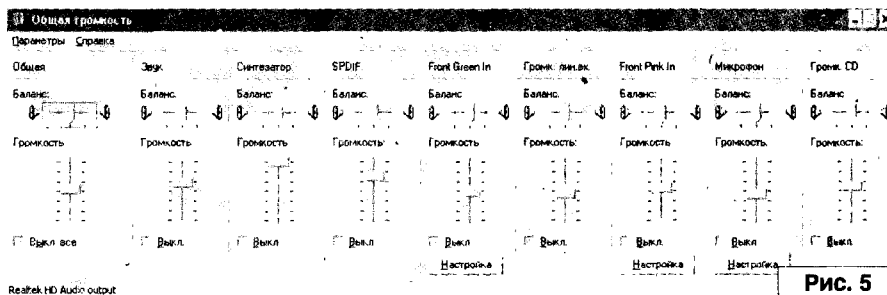 Общая громкость
Параметры Справка
Общая Звук Синтезатор SPDIF Front Green In Громк. лин.вх. Front Pink In Микрофон Громк. CD
Баланс: Баланс: Баланс: Баланс: Баланс Баланс: Баланс: Баланс: Баланс
Громкость Громкость: Громкость Громкость: Громкость Громкость: Громкость: Громкость: Громкость:
Выкл все Выкл. Выкл Выкл Выкл Выкл. Выкл Выкл Выкл.
Настройка Настройка Настройка
Realtek HD Audio output
Рис. 5